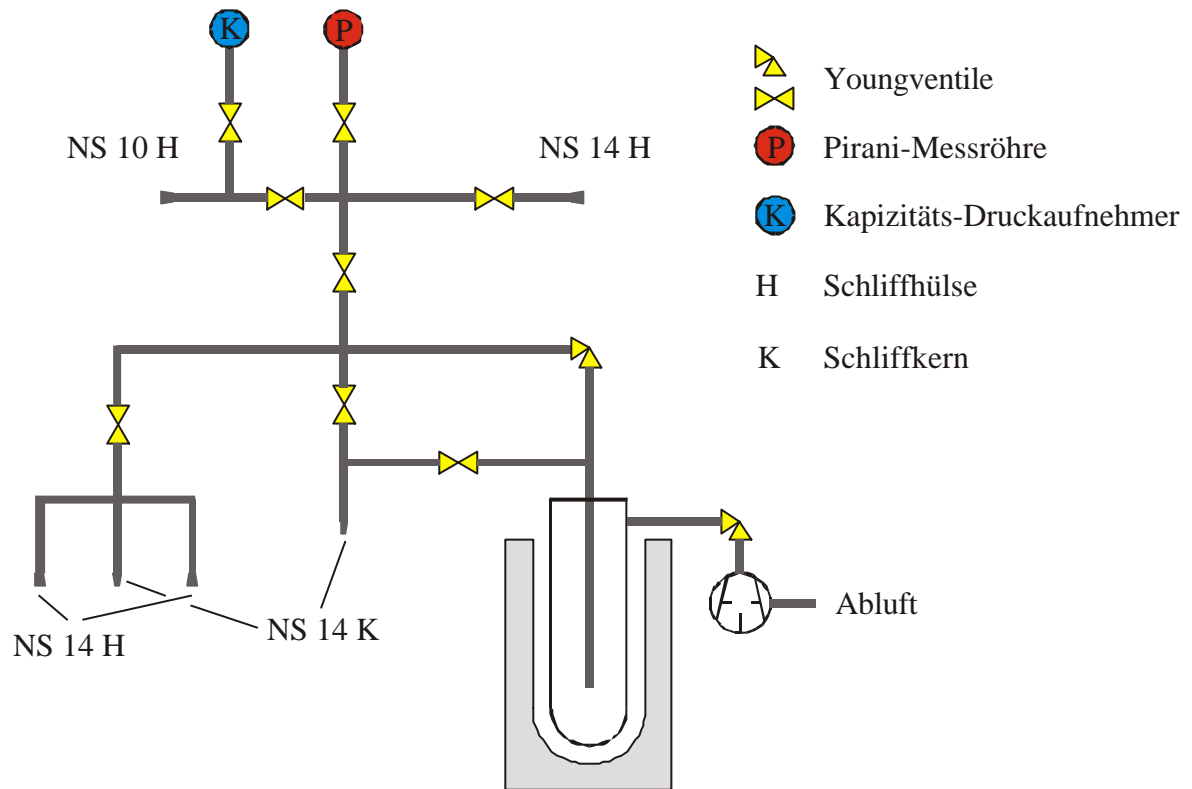 K
P
NS 10 H
NS 14 H
Youngventile
P
Pirani-Messröhre
K
Kapizitäts-Druckaufnehmer
H
Schliffhülse
K
Schliffkern
Abluft
NS 14 H
NS 14 K